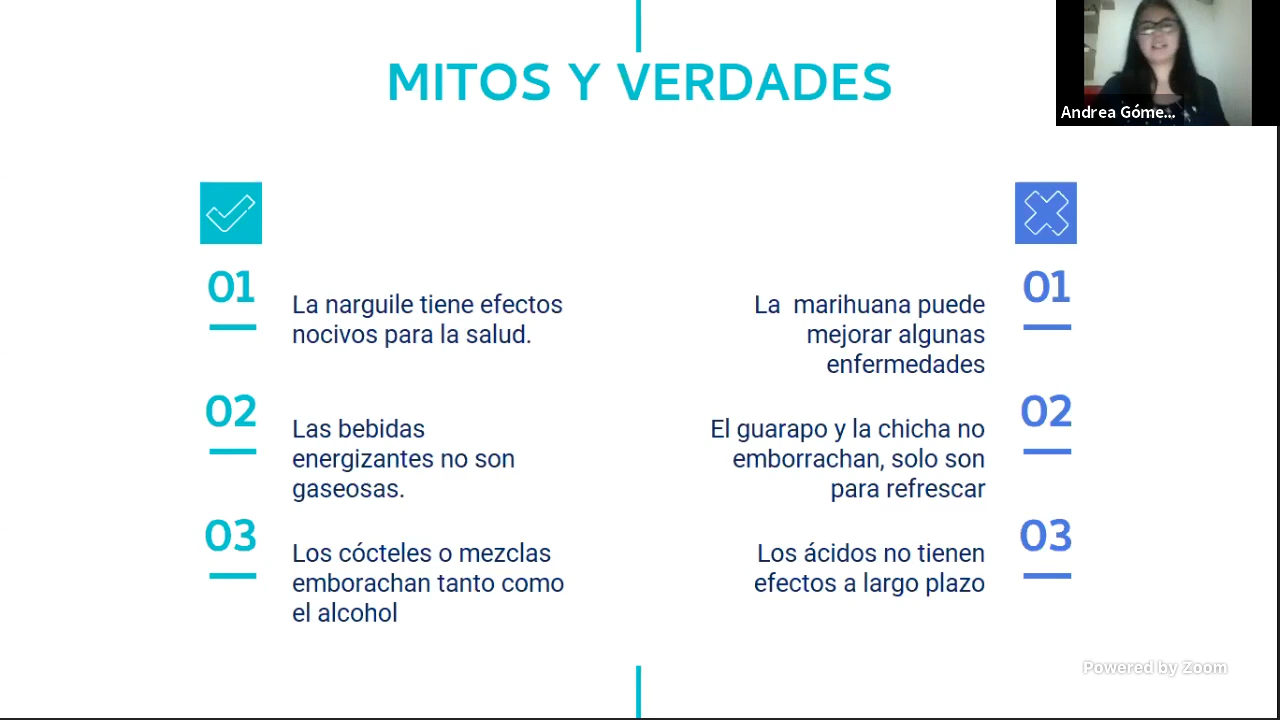 MITOS Y VERDADES
Andrea Góme...
01
La narguile tiene efectos
nocivos para la salud.
02
Las bebidas
energizantes no son
gaseosas.
03
Los cócteles o mezclas
emborachan tanto como
el alcohol
01
La  marihuana puede
mejorar algunas
enfermedades
02
El guarapo y la chicha no
emborrachan, solo son
para refrescar
03
Los ácidos no tienen
efectos a largo plazo
Powered by Zoom